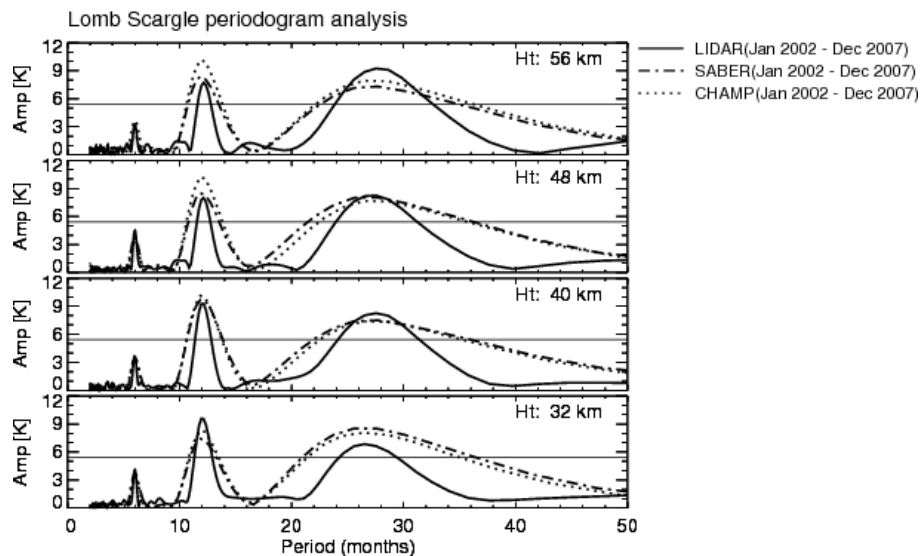 Lomb Scargle periodogram analysis
LIDAR(Jan 2002 - Dec 2007)
SABER(Jan 2002 - Dec 2007)
CHAMP(Jan 2002 - Dec 2007)
Ht: 56 km
Amp [K]
12
9
6
3
0
Ht: 48 km
Amp [K]
12
9
6
3
0
Ht: 40 km
Amp [K]
12
9
6
3
0
Ht: 32 km
Amp [K]
12
9
6
3
0
0 10 20 30 40 50
Period (months)